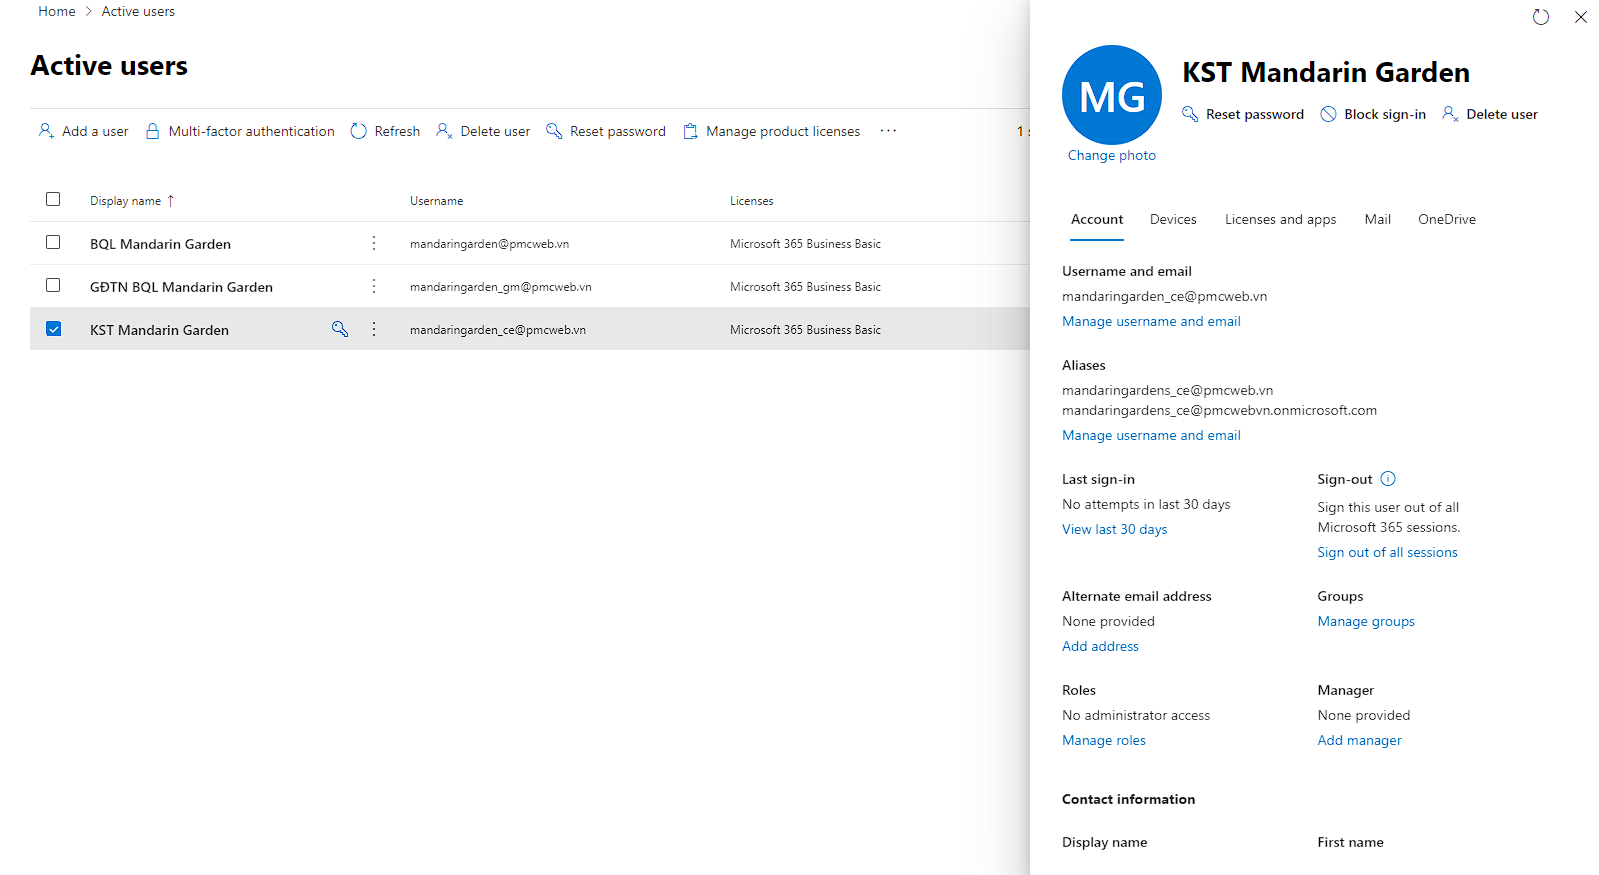 Home > Active users
Active users
Add a user Multi-factor authentication Refresh Delete user Reset password Manage product licenses ... 1 s
Display name ↑ Username Licenses
BQL Mandarin Garden mandaringarden@pmcweb.vn Microsoft 365 Business Basic
GĐTN BQL Mandarin Garden mandaringarden_gm@pmcweb.vn Microsoft 365 Business Basic
KST Mandarin Garden mandaringarden_ce@pmcweb.vn Microsoft 365 Business Basic
MG
Change photo
KST Mandarin Garden
Reset password Block sign-in Delete user
Account Devices Licenses and apps Mail OneDrive
Username and email
mandaringarden_ce@pmcweb.vn
Manage username and email
Aliases
mandaringardens_ce@pmcweb.vn
mandaringardens_ce@pmcwebvn.onmicrosoft.com
Manage username and email
Last sign-in
No attempts in last 30 days
View last 30 days
Sign-out
Sign this user out of all
Microsoft 365 sessions.
Sign out of all sessions
Alternate email address
None provided
Add address
Groups
Manage groups
Roles
No administrator access
Manage roles
Manager
None provided
Add manager
Contact information
Display name First name